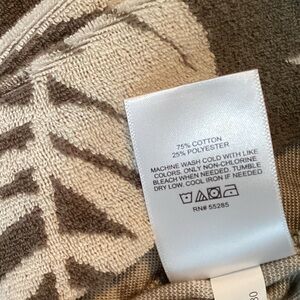 75% COTTON
25% POLYESTER
MACHINE WASH COLD WITH LIKE
COLORS. ONLY NON-CHLORINE
BLEACH WHEN NEEDED. TUMBLE
DRY LOW. COOL IRON IF NEEDED
RN# 55285